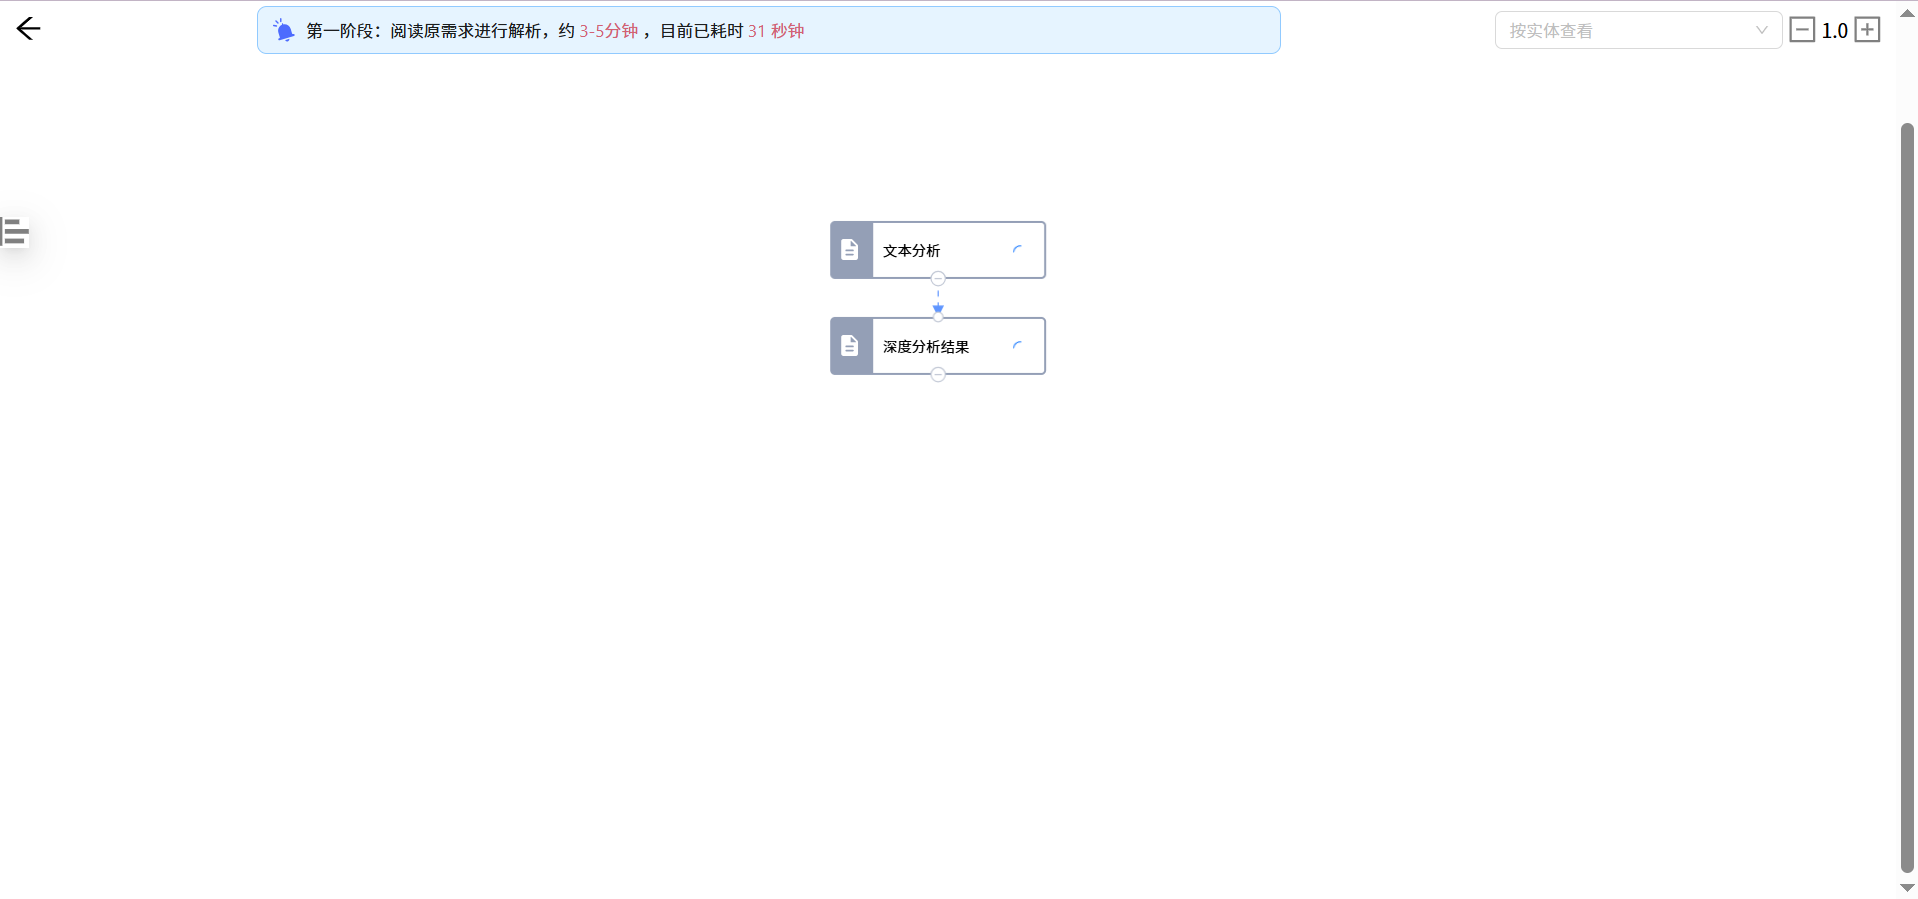 第一阶段：阅读原需求进行解析，约 3-5分钟 ，目前已耗时 31 秒钟
按实体查看
1.0
文本分析
深度分析结果